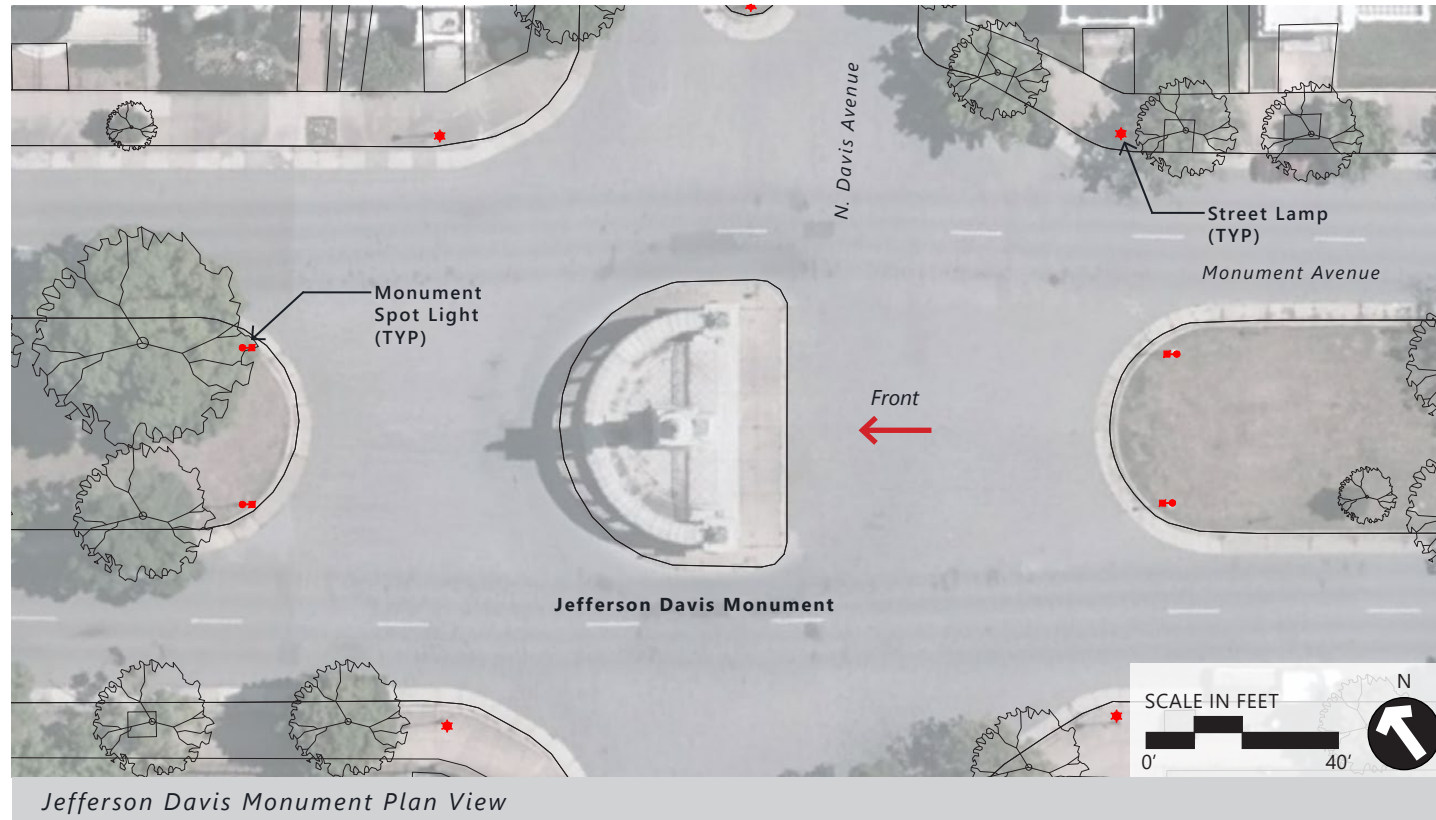 N. Davis Avenue
Street Lamp
(TYP)
Monument Avenue
Monument
Spot Light
(TYP)
Front
Jefferson Davis Monument
SCALE IN FEET
0′
40′
N
Jefferson Davis Monument Plan View